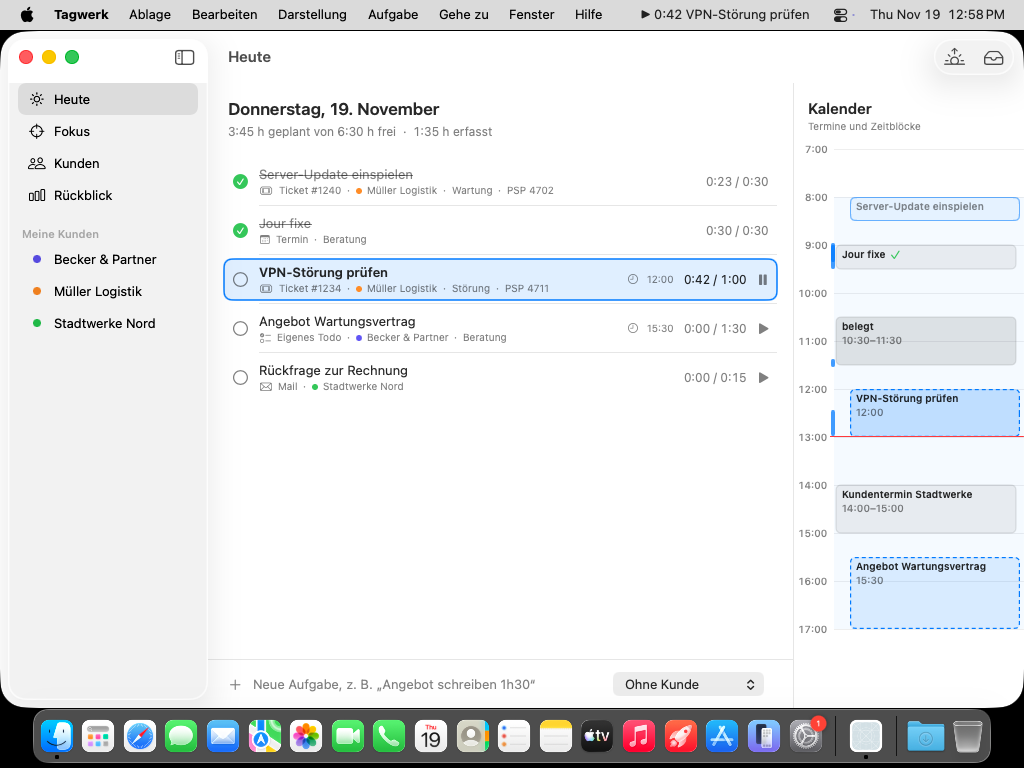 Tagwerk Ablage Bearbeiten Darstellung Aufgabe Gehe zu Fenster Hilfe 0:42 VPN-Störung prüfen Thu Nov 19 12:58 PM
Heute
Heute
Fokus
Kunden
Rückblick
Meine Kunden
Becker & Partner
Müller Logistik
Stadtwerke Nord
Donnerstag, 19. November
3:45 h geplant von 6:30 h frei · 1:35 h erfasst
Server-Update einspielen 0:23 / 0:30
Ticket #1240 · Müller Logistik · Wartung · PSP 4702
Jour fixe 0:30 / 0:30
Termin · Beratung
VPN-Störung prüfen 12:00 0:42 / 1:00
Ticket #1234 · Müller Logistik · Störung · PSP 4711
Angebot Wartungsvertrag 15:30 0:00 / 1:30
Eigenes Todo · Becker & Partner · Beratung
Rückfrage zur Rechnung 0:00 / 0:15
Mail · Stadtwerke Nord
Neue Aufgabe, z. B. „Angebot schreiben 1h30“ Ohne Kunde
Kalender
Termine und Zeitblöcke
7:00
8:00
Server-Update einspielen
9:00
Jour fixe
10:00
belegt
10:30–11:30
11:00
12:00
VPN-Störung prüfen
12:00
13:00
14:00
Kundentermin Stadtwerke
14:00–15:00
15:00
Angebot Wartungsvertrag
15:30
16:00
17:00
Thu
19
tv
1